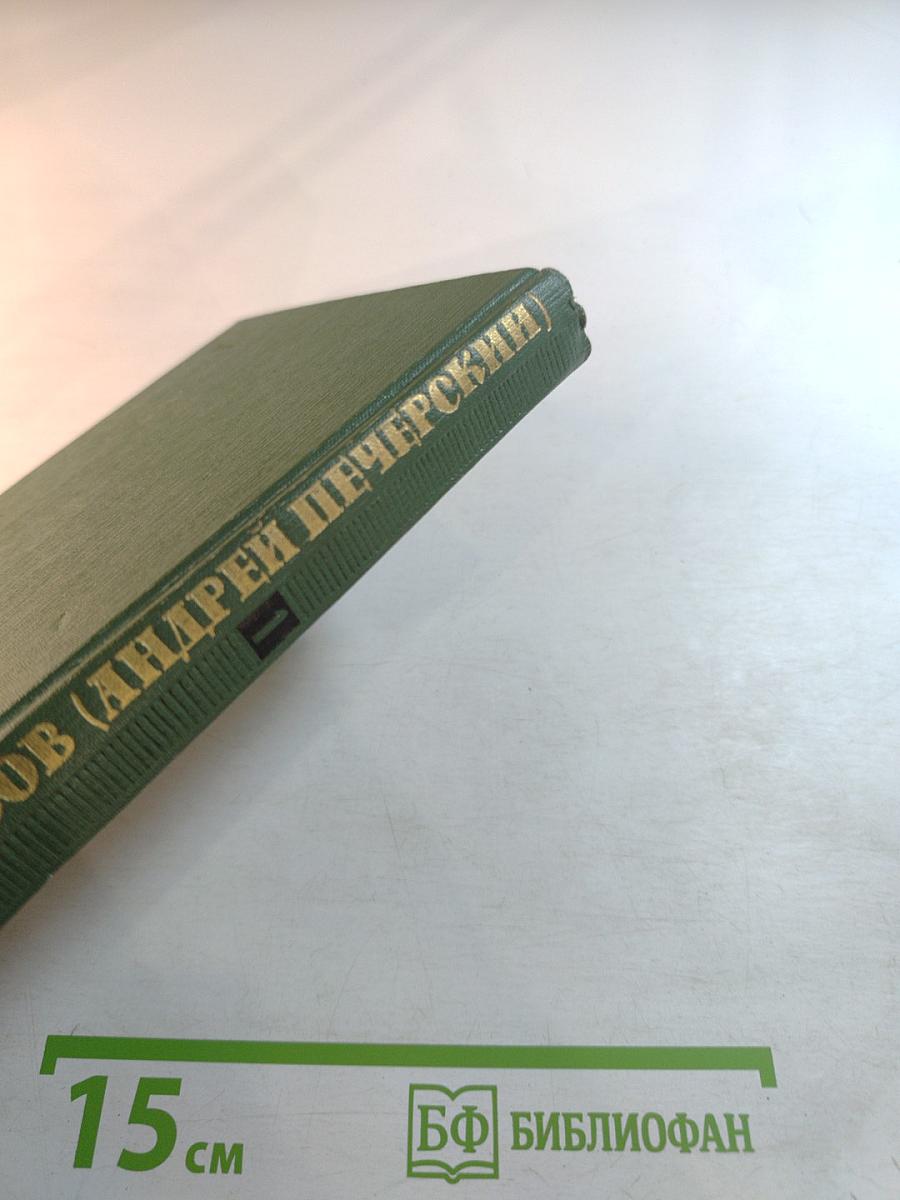 ОВ (АНДРЕЙ ПЕЧЕРСКИЙ)
1
15 см
БФ БИБЛИОФАН